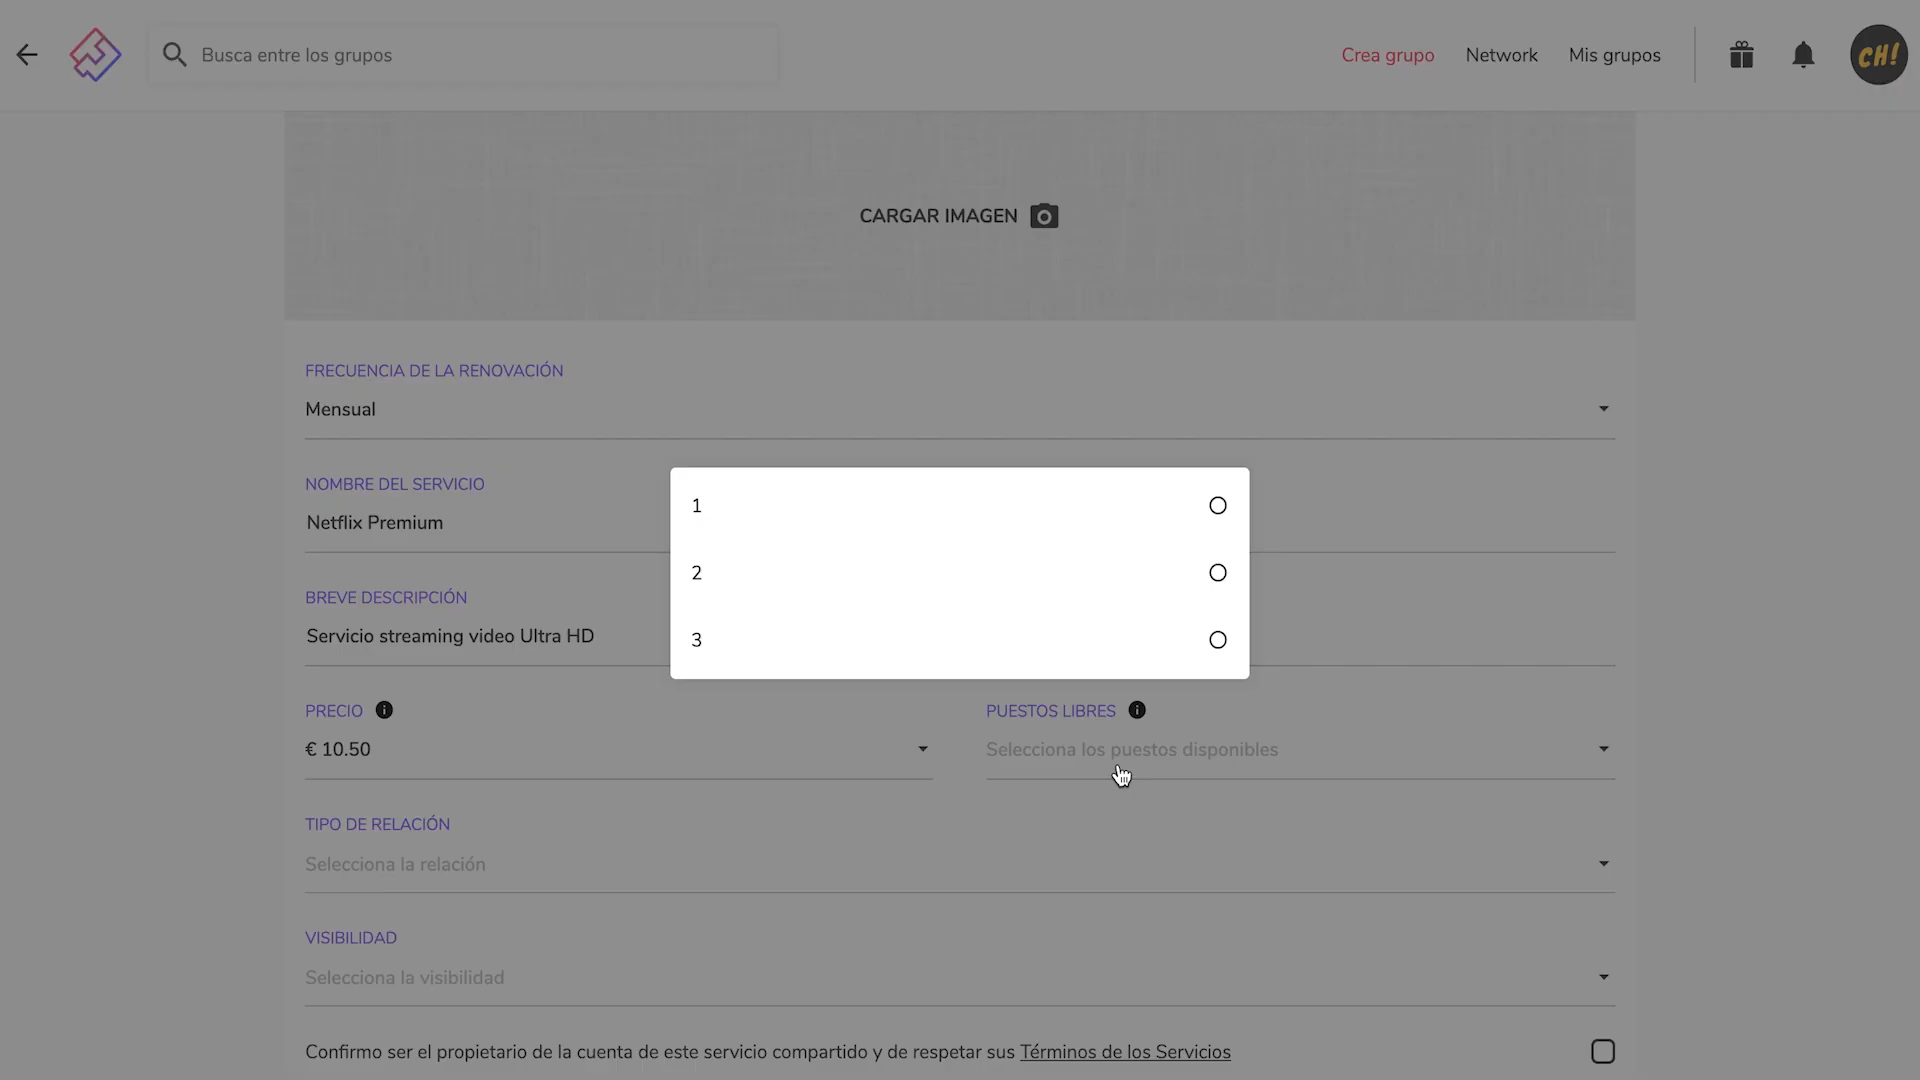 Busca entre los grupos
Crea grupo
Network
Mis grupos
CH!
CARGAR IMAGEN
FRECUENCIA DE LA RENOVACIÓN
Mensual
NOMBRE DEL SERVICIO
Netflix Premium
1
2
3
BREVE DESCRIPCIÓN
Servicio streaming video Ultra HD
PRECIO
€ 10.50
PUESTOS LIBRES
Selecciona los puestos disponibles
TIPO DE RELACIÓN
Selecciona la relación
VISIBILIDAD
Selecciona la visibilidad
Confirmo ser el propietario de la cuenta de este servicio compartido y de respetar sus Términos de los Servicios